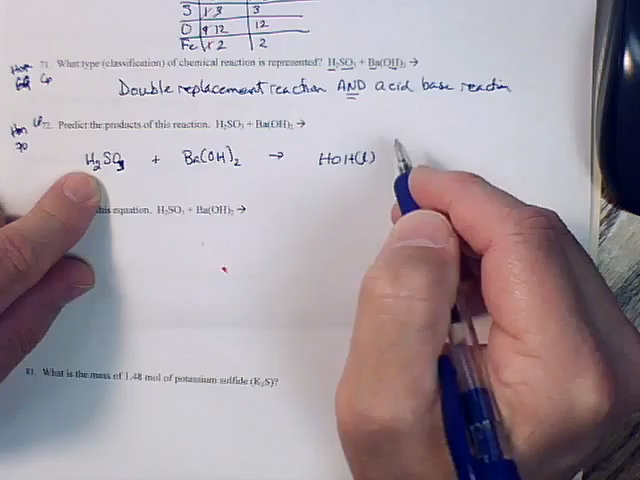 S 1 3 3
O 9 12 12
Fe 1 2 2
71. What type (classification) of chemical reaction is represented? H₂SO₃ + Ba(OH)₂ →
Double replacement reaction AND acid base reaction
72. Predict the products of this reaction. H₂SO₃ + Ba(OH)₂ →
H₂SO₃ + Ba(OH)₂ → HOH(l)
this equation. H₂SO₃ + Ba(OH)₂ →
81. What is the mass of 1.48 mol of potassium sulfide (K₂S)?